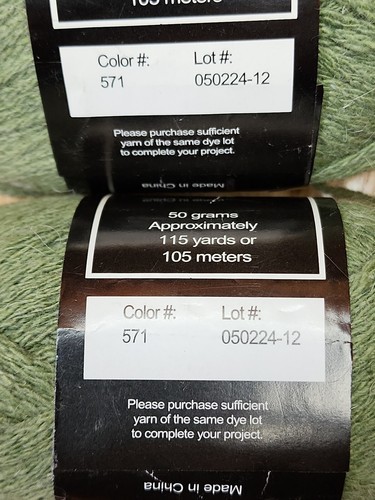 105 meters
Color #: Lot #:
571 050224-12
Please purchase sufficient
yarn of the same dye lot
to complete your project.
Made in China
50 grams
Approximately
115 yards or
105 meters
Color #: Lot #:
571 050224-12
Please purchase sufficient
yarn of the same dye lot
to complete your project.
Made in China